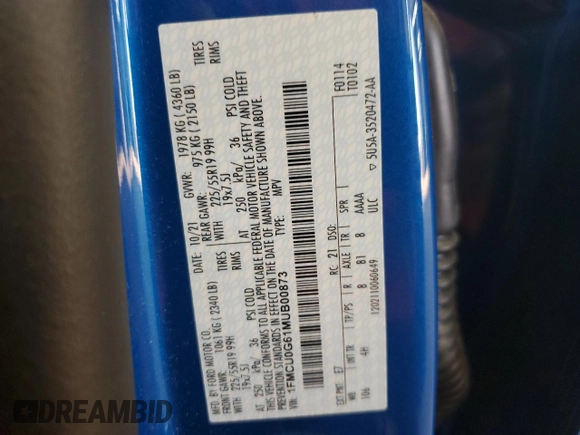 MFD. BY FORD MOTOR CO. DATE: 10/21 GVWR: 1978 KG ( 4360 LB)
FRONT GAWR: 1061 KG ( 2340 LB) REAR GAWR: 975 KG ( 2150 LB)
WITH 225/55R19 99H TIRES WITH 225/55R19 99H TIRES
19x7.5J RIMS 19x7.5J RIMS
AT 250 kPa/ 36 PSI COLD AT 250 kPa/ 36 PSI COLD
THIS VEHICLE CONFORMS TO ALL APPLICABLE FEDERAL MOTOR VEHICLE SAFETY AND THEFT
PREVENTION STANDARDS IN EFFECT ON THE DATE OF MANUFACTURE SHOWN ABOVE.
VIN: 1FMCU0G61MUB00873 TYPE: MPV
F0114
T0102
EXT PNT: E7 RC: 21 DSO:
WB INT TR TP/PS R AXLE TR SPR
106 4H 8 81 8 AAAA
1202110060649 ULC
5U5A-3520472-AA
DREAMBID